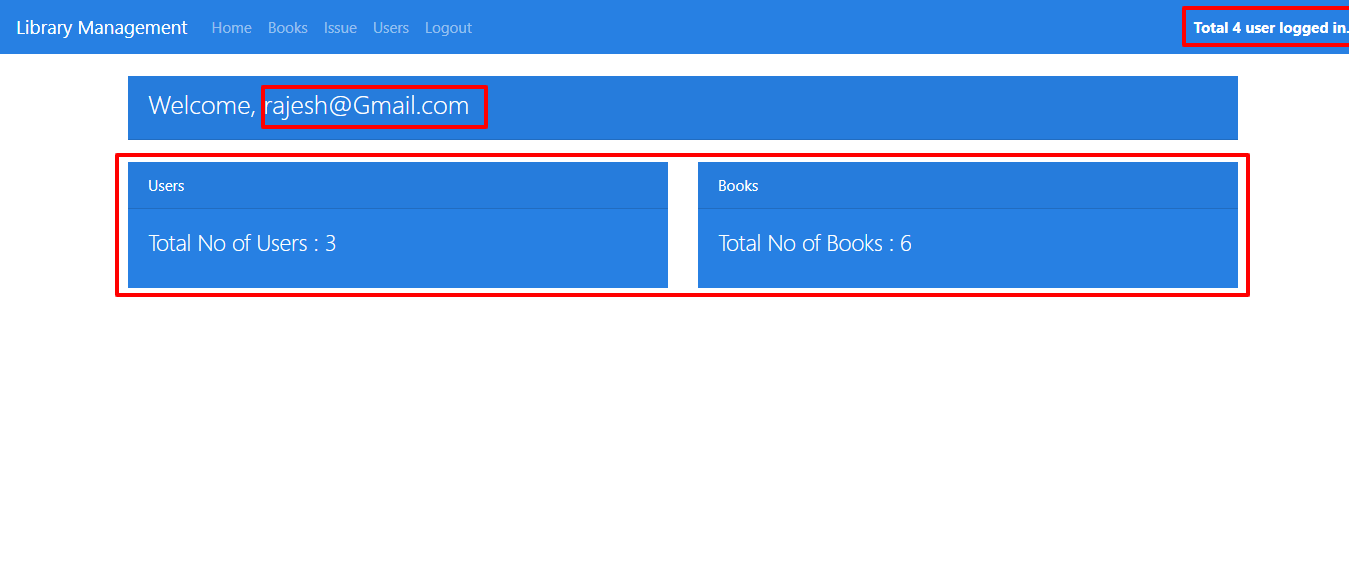 Library Management Home Books Issue Users Logout Total 4 user logged in.
Welcome, rajesh@Gmail.com
Users
Total No of Users : 3
Books
Total No of Books : 6